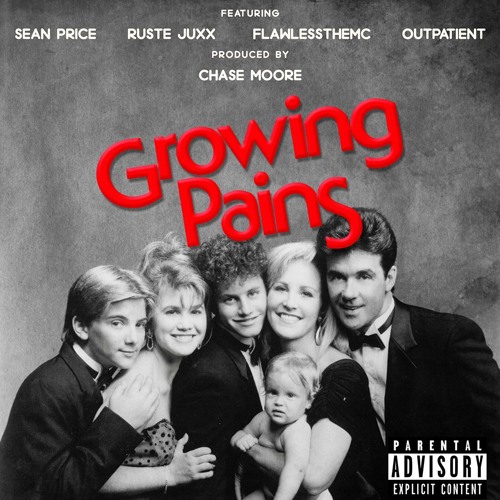 FEATURING
SEAN PRICE RUSTE JUXX FLAWLESSTHEMC OUTPATIENT
PRODUCED BY
CHASE MOORE
Growing
Pains
PARENTAL
ADVISORY
EXPLICIT CONTENT